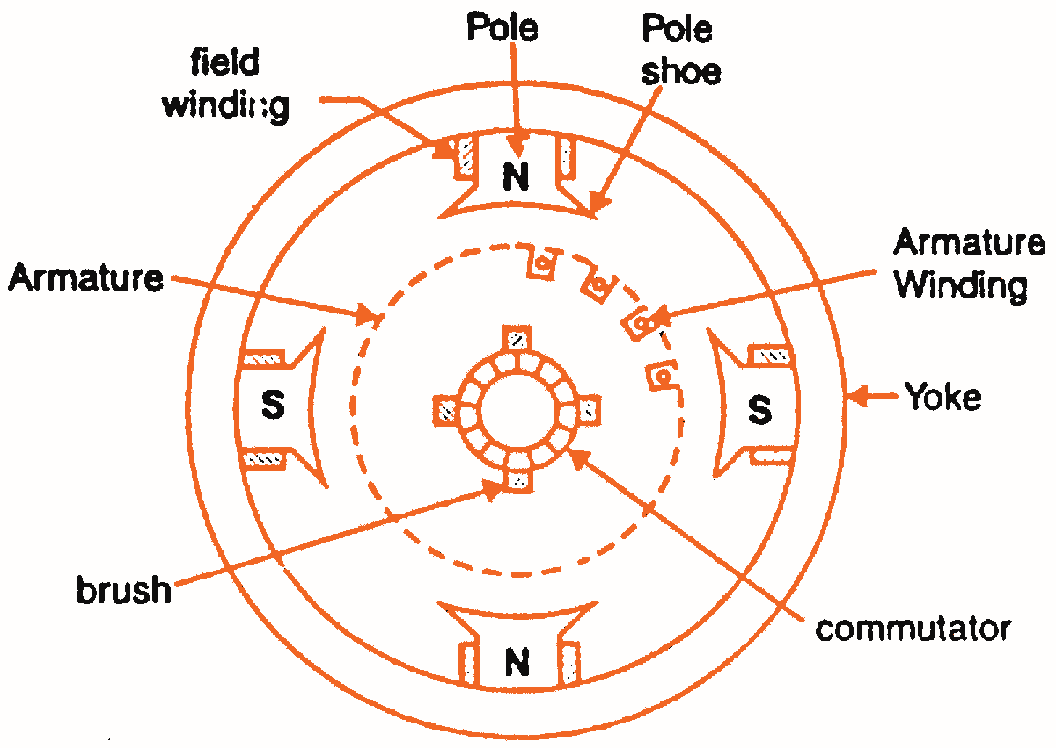 Pole
Pole
shoe
field
winding
N
Armature
Winding
Armature
S
S
Yoke
brush
commutator
N